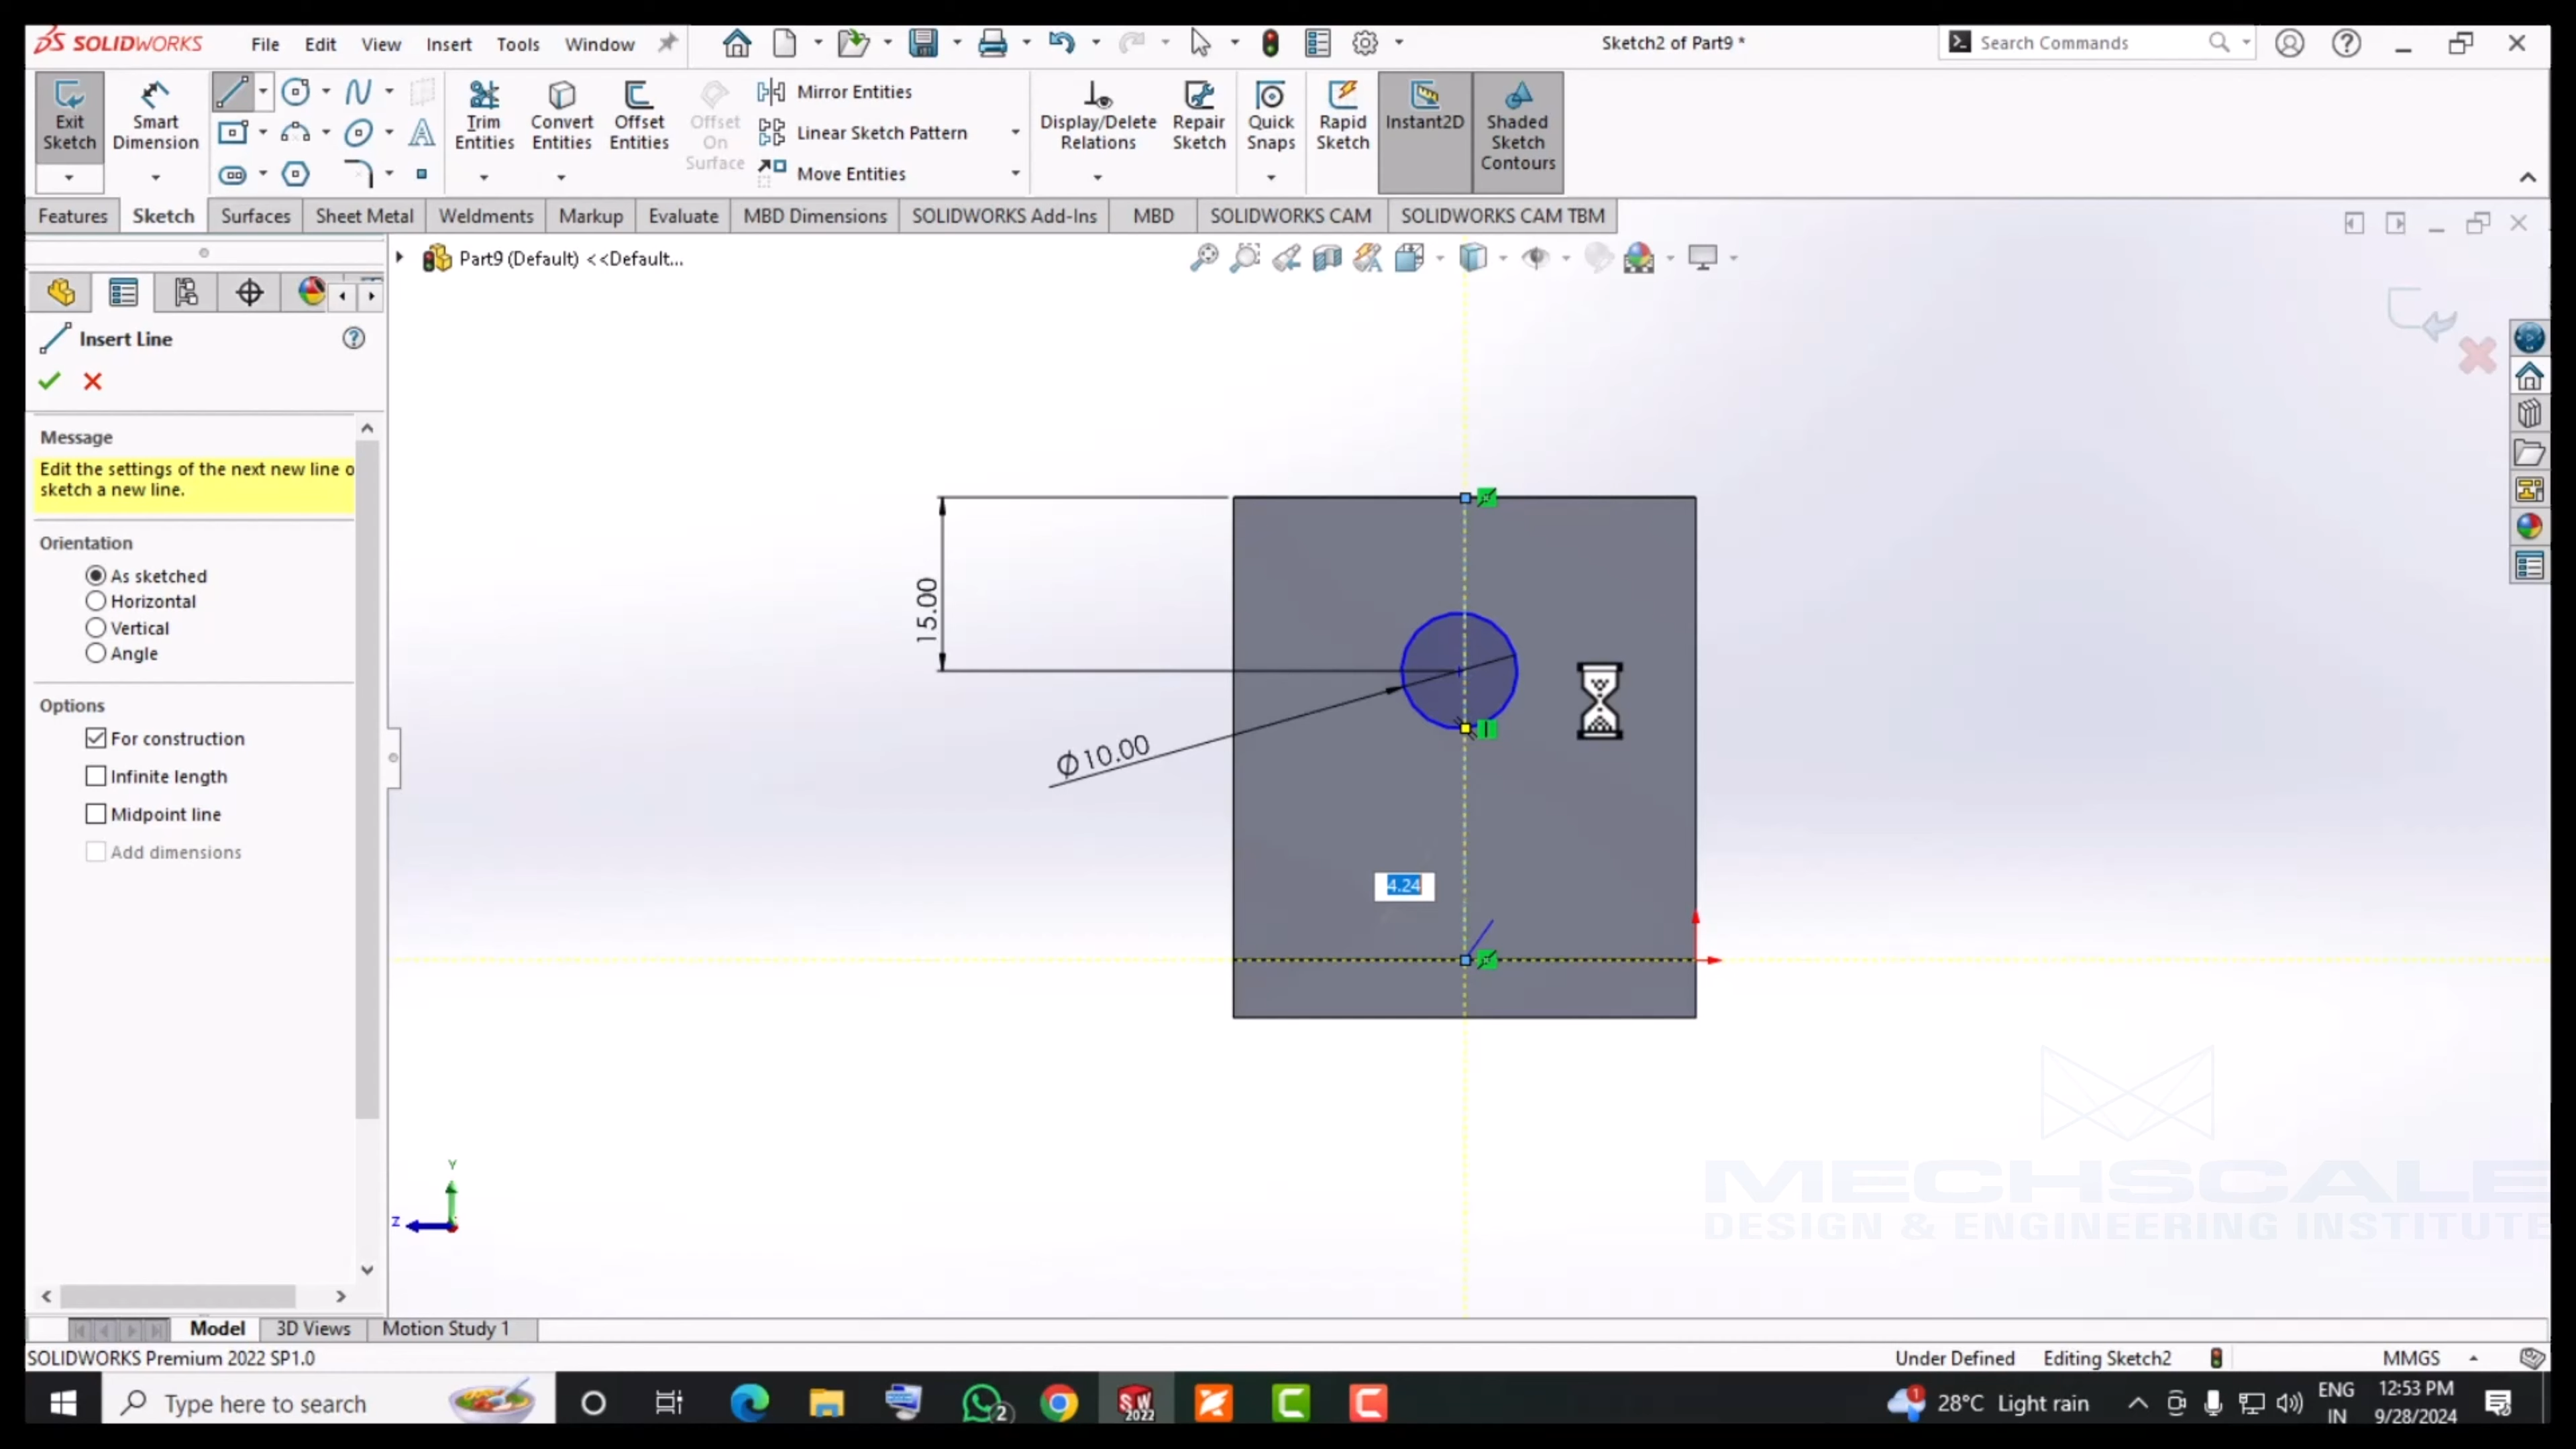 SOLIDWORKS File Edit View Insert Tools Window Sketch2 of Part9 * Search Commands
Exit Sketch
Smart Dimension
Trim Entities
Convert Entities
Offset Entities
Offset On Surface
Mirror Entities
Linear Sketch Pattern
Move Entities
Display/Delete Relations
Repair Sketch
Quick Snaps
Rapid Sketch
Instant2D
Shaded Sketch Contours
Features Sketch Surfaces Sheet Metal Weldments Markup Evaluate MBD Dimensions SOLIDWORKS Add-Ins MBD SOLIDWORKS CAM SOLIDWORKS CAM TBM
Part9 (Default) <<Default...
Insert Line
Message
Edit the settings of the next new line o
sketch a new line.
Orientation
As sketched
Horizontal
Vertical
Angle
Options
For construction
Infinite length
Midpoint line
Add dimensions
15.00
Φ10.00
4.24
Y
Z
MECHSCALE
DESIGN & ENGINEERING INSTITUTE
Model 3D Views Motion Study 1
SOLIDWORKS Premium 2022 SP1.0 Under Defined Editing Sketch2 MMGS
Type here to search
2
SW
2022
1
28°C Light rain
ENG
IN
12:53 PM
9/28/2024